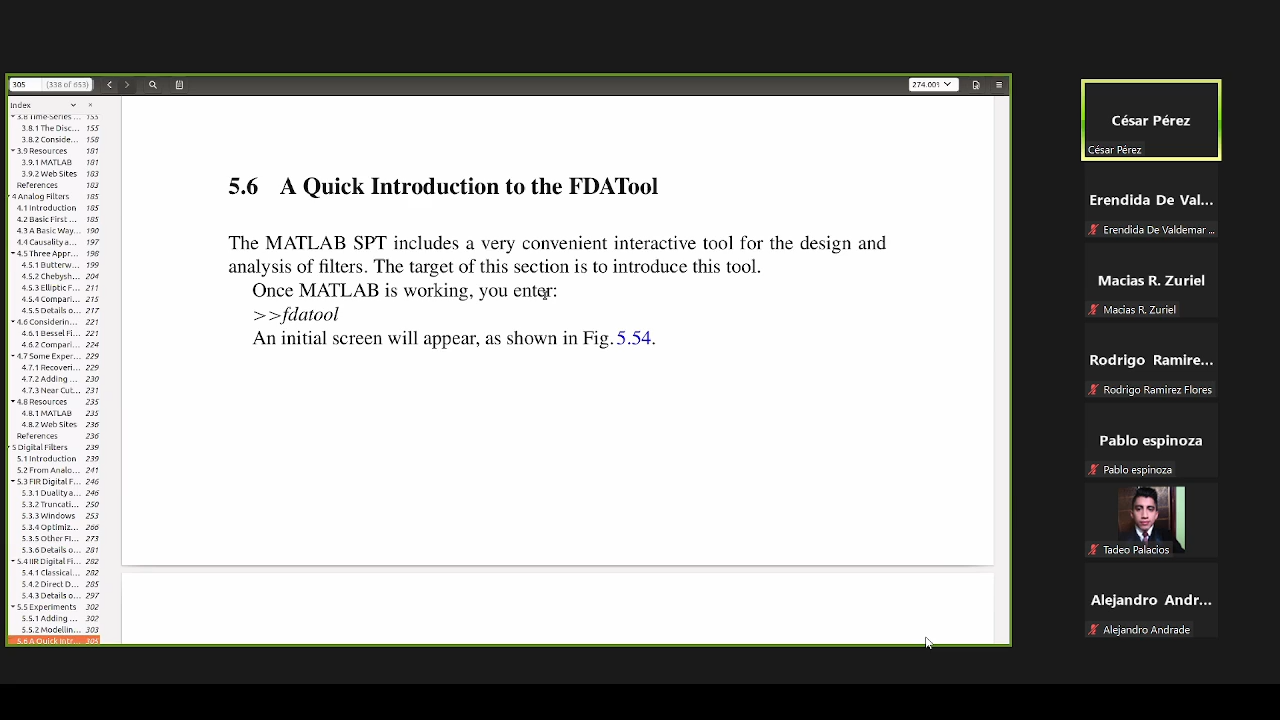 305 (338 of 653)
274.00%
Index
3.8 Time-Series ... 155
3.8.1 The Disc... 155
3.8.2 Conside... 158
3.9 Resources 181
3.9.1 MATLAB 181
3.9.2 Web Sites 183
References 183
4 Analog Filters 185
4.1 Introduction 185
4.2 Basic First ... 185
4.3 A Basic Way... 190
4.4 Causality a... 197
4.5 Three Appr... 198
4.5.1 Butterw... 199
4.5.2 Chebysh... 204
4.5.3 Elliptic F... 211
4.5.4 Compari... 215
4.5.5 Details o... 217
4.6 Considerin... 221
4.6.1 Bessel Fi... 221
4.6.2 Compari... 224
4.7 Some Exper... 229
4.7.1 Recoveri... 229
4.7.2 Adding ... 230
4.7.3 Near Cut... 231
4.8 Resources 235
4.8.1 MATLAB 235
4.8.2 Web Sites 236
References 236
5 Digital Filters 239
5.1 Introduction 239
5.2 From Analo... 241
5.3 FIR Digital F... 246
5.3.1 Duality a... 246
5.3.2 Truncati... 250
5.3.3 Windows 253
5.3.4 Optimiz... 266
5.3.5 Other FI... 273
5.3.6 Details o... 281
5.4 IIR Digital Fi... 282
5.4.1 Classical... 282
5.4.2 Direct D... 285
5.4.3 Details o... 297
5.5 Experiments 302
5.5.1 Adding ... 302
5.5.2 Modellin... 303
5.6 A Quick Intr... 305
5.6 A Quick Introduction to the FDATool
The MATLAB SPT includes a very convenient interactive tool for the design and
analysis of filters. The target of this section is to introduce this tool.
Once MATLAB is working, you enter:
>>fdatool
An initial screen will appear, as shown in Fig. 5.54.
César Pérez
César Pérez
Erendida De Val...
Erendida De Valdemar ...
Macias R. Zuriel
Macias R. Zuriel
Rodrigo Ramire...
Rodrigo Ramirez Flores
Pablo espinoza
Pablo espinoza
Tadeo Palacios
Alejandro Andr...
Alejandro Andrade